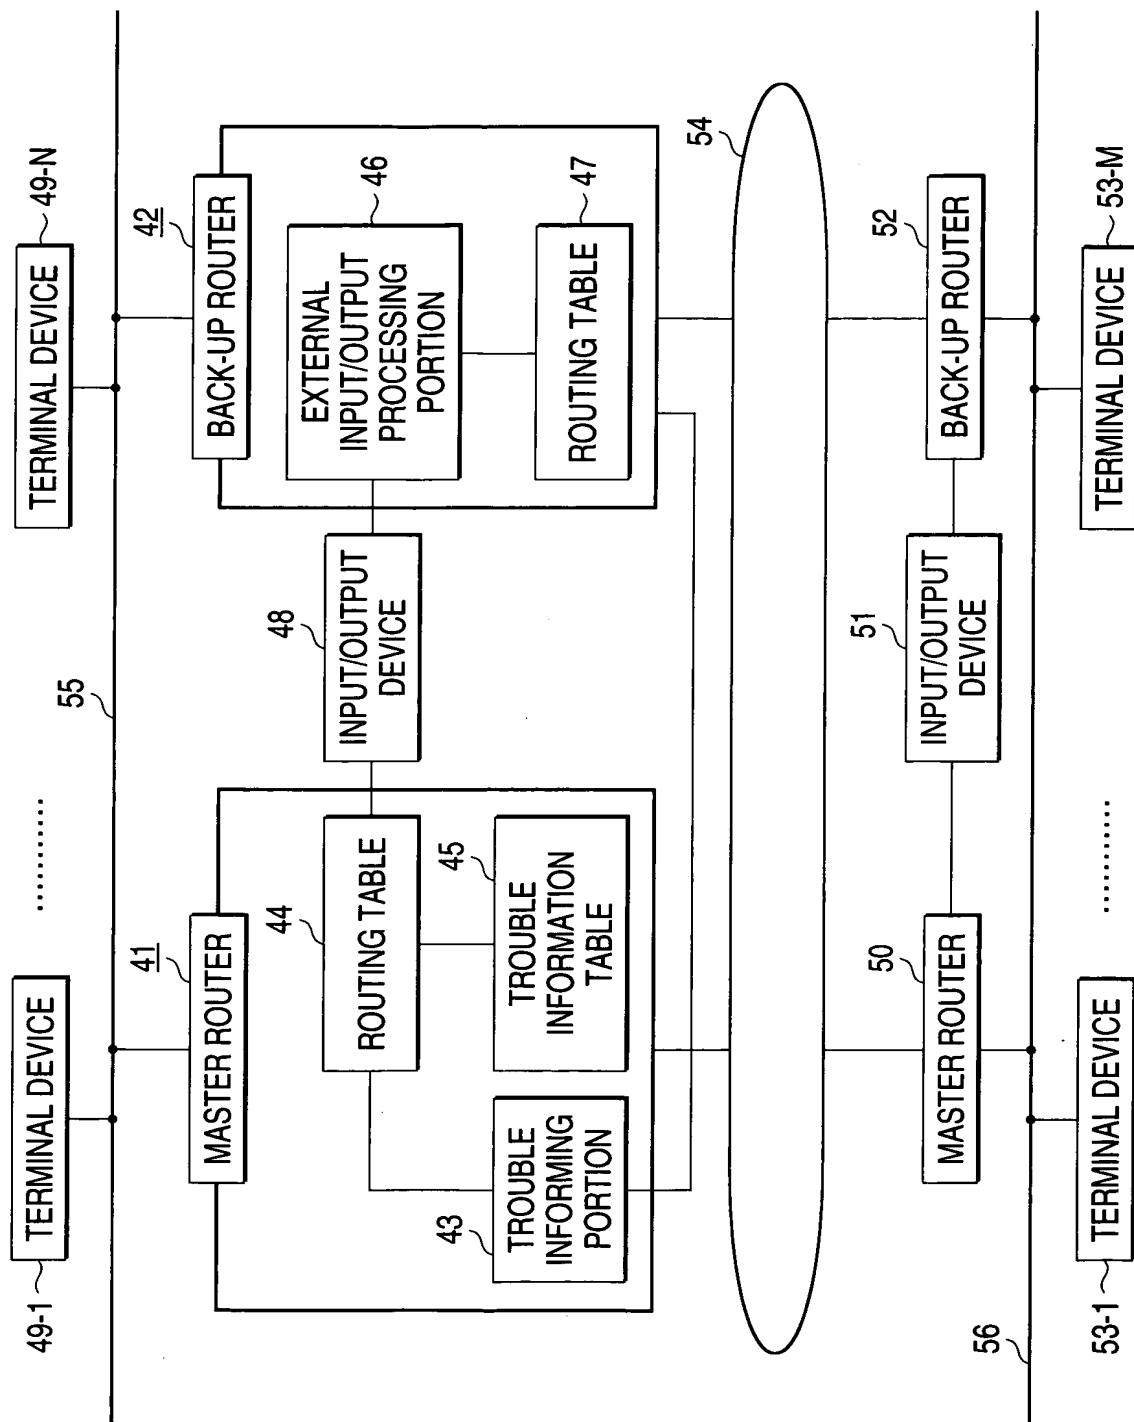 49-1
TERMINAL DEVICE
..........
TERMINAL DEVICE
49-N
55
41
MASTER ROUTER
42
BACK-UP ROUTER
44
ROUTING TABLE
48
INPUT/OUTPUT
DEVICE
EXTERNAL
INPUT/OUTPUT
PROCESSING
PORTION
46
43
TROUBLE
INFORMING
PORTION
45
TROUBLE
INFORMATION
TABLE
ROUTING TABLE
47
54
50
MASTER ROUTER
51
INPUT/OUTPUT
DEVICE
52
BACK-UP ROUTER
56
53-1
TERMINAL DEVICE
..........
TERMINAL DEVICE
53-M